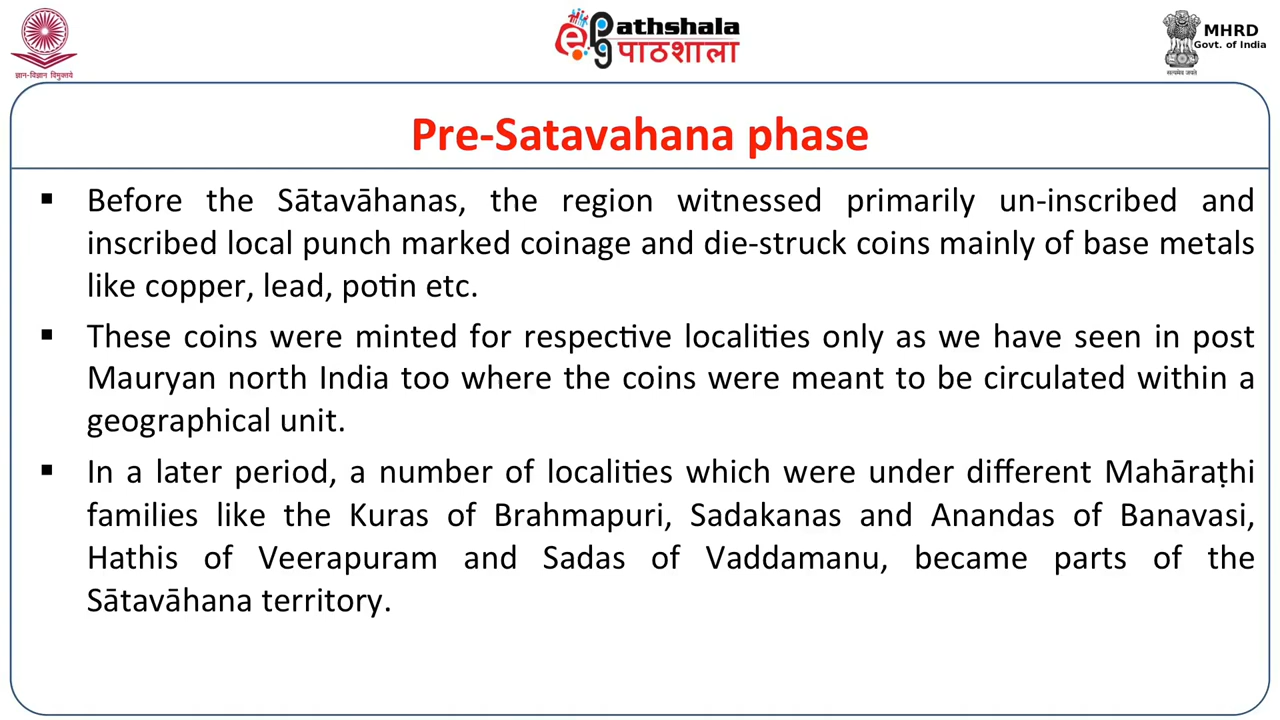 ज्ञान-विज्ञान विमुक्तये
ePathshala
पाठशाला
MHRD
Govt. of India
सत्यमेव जयते
Pre-Satavahana phase
▪ Before the Sātavāhanas, the region witnessed primarily un-inscribed and
inscribed local punch marked coinage and die-struck coins mainly of base metals
like copper, lead, potin etc.
▪ These coins were minted for respective localities only as we have seen in post
Mauryan north India too where the coins were meant to be circulated within a
geographical unit.
▪ In a later period, a number of localities which were under different Mahāraṭhi
families like the Kuras of Brahmapuri, Sadakanas and Anandas of Banavasi,
Hathis of Veerapuram and Sadas of Vaddamanu, became parts of the
Sātavāhana territory.